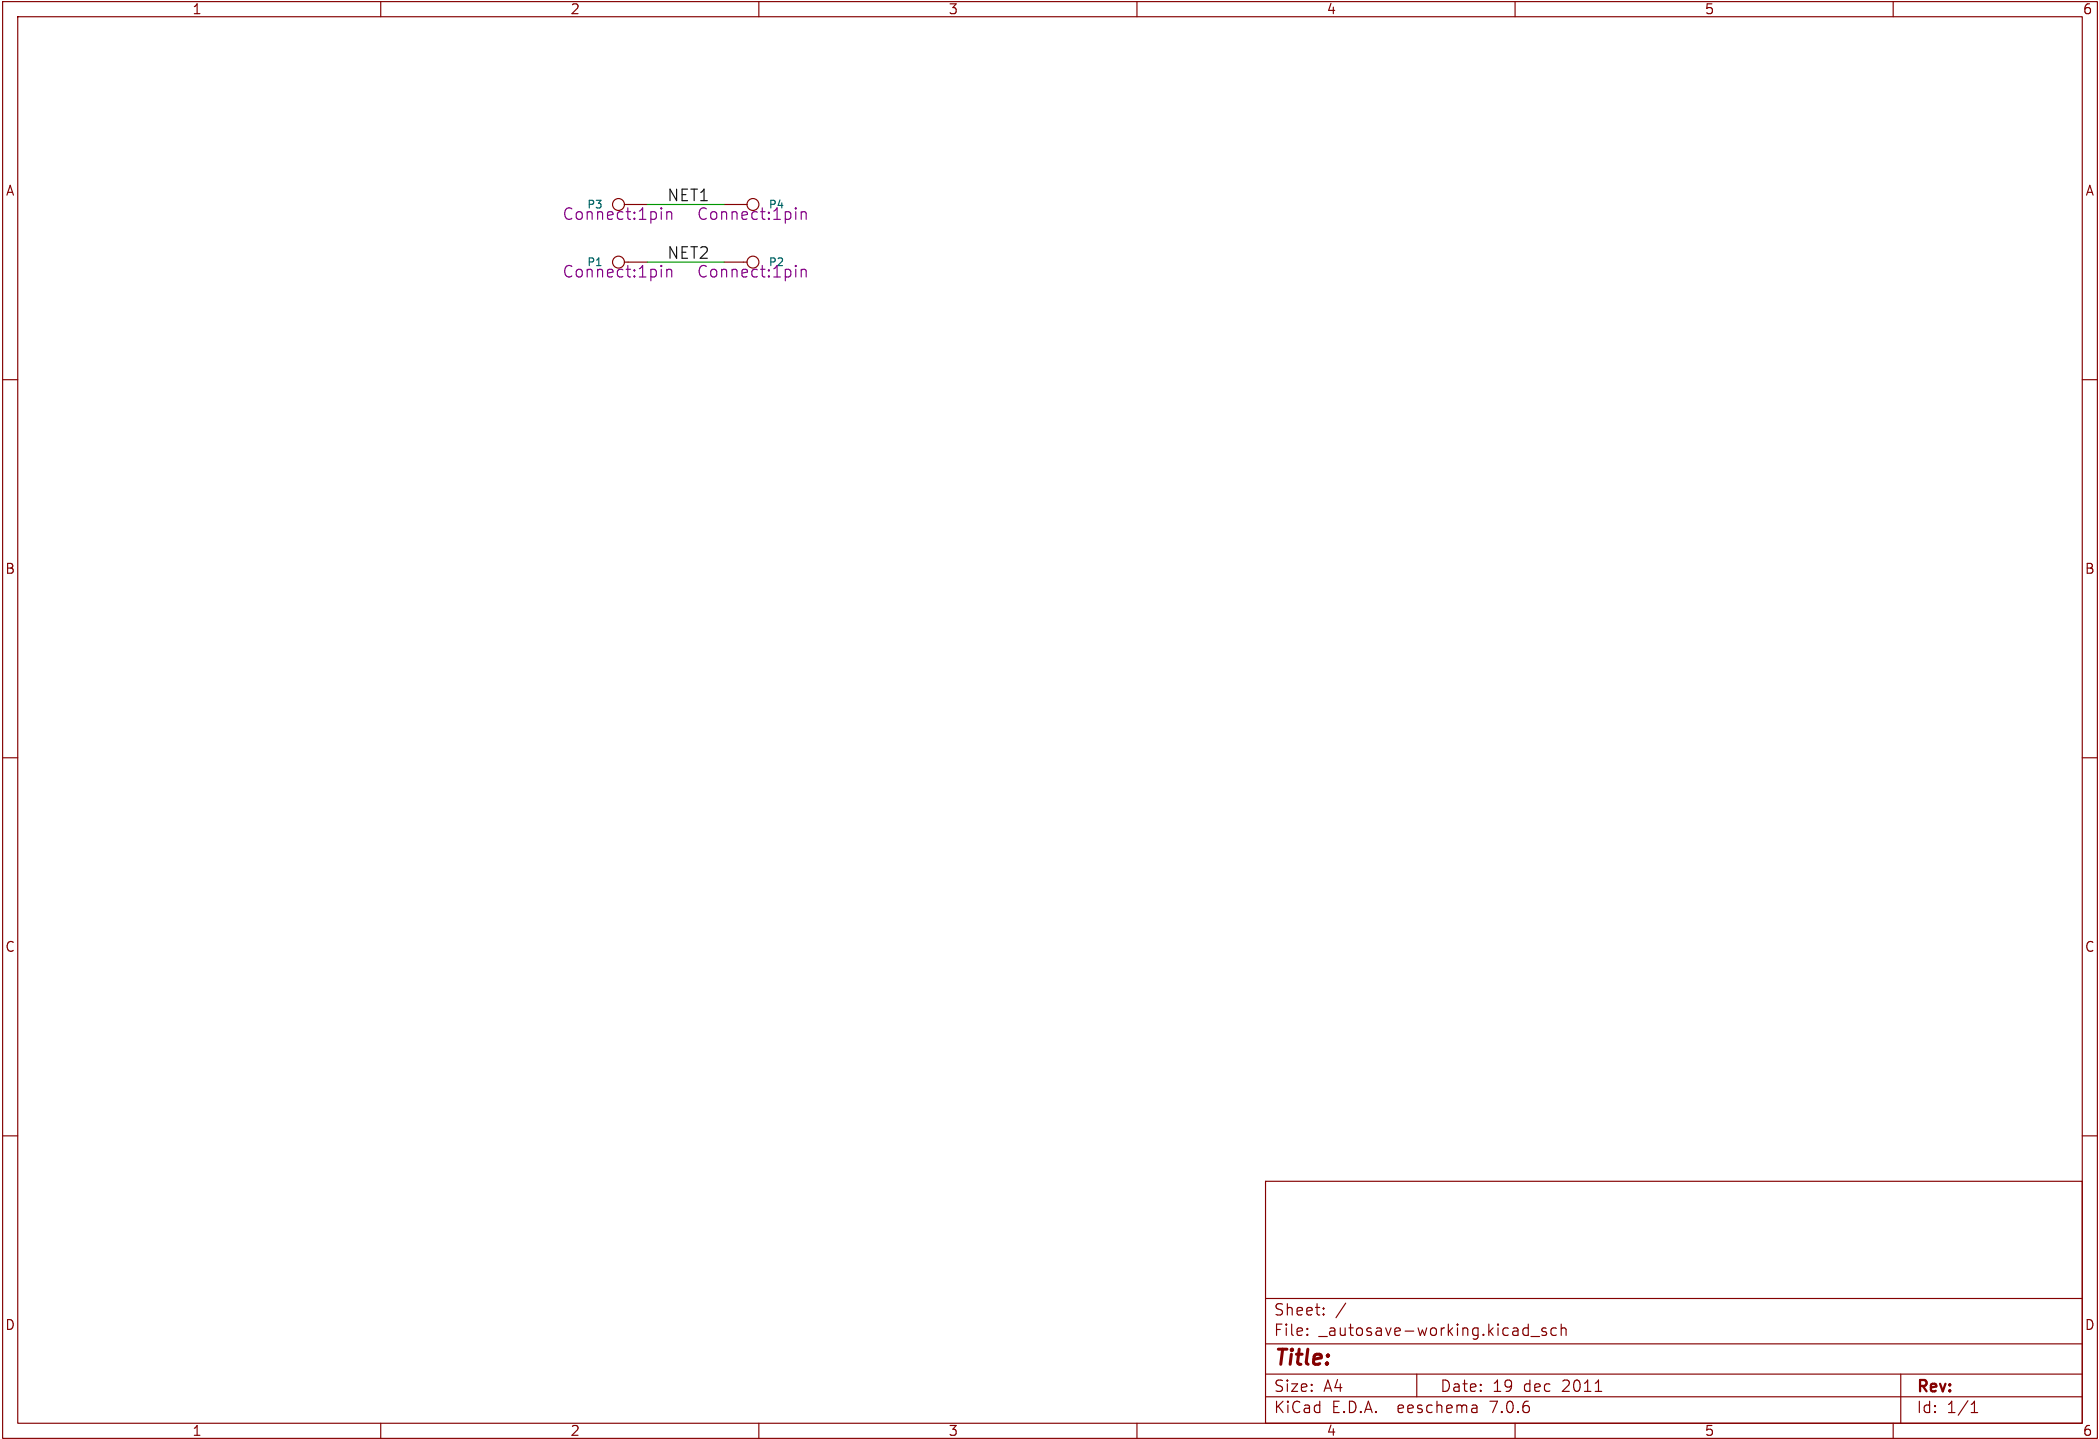 1 2 3 4 5 6
A A
NET1
P3 P4
Connect:1pin Connect:1pin
NET2
P1 P2
Connect:1pin Connect:1pin
B B
C C
Sheet: /
D D
File: _autosave-working.kicad_sch
Title:
Size: A4 Date: 19 dec 2011 Rev:
KiCad E.D.A. eeschema 7.0.6 Id: 1/1
1 2 3 4 5 6